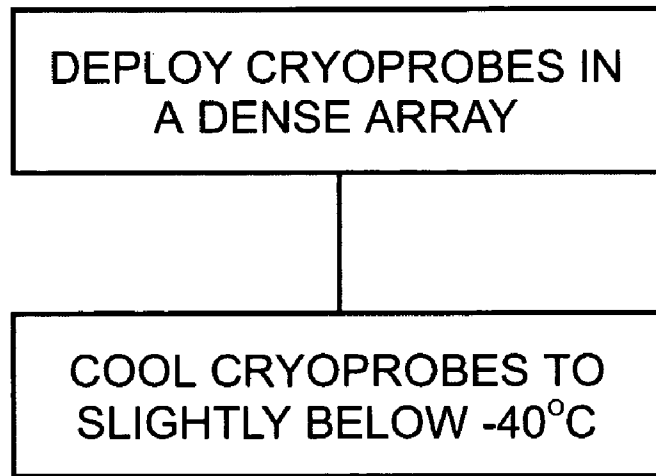 DEPLOY CRYOPROBES IN
A DENSE ARRAY
COOL CRYOPROBES TO
SLIGHTLY BELOW -40°C